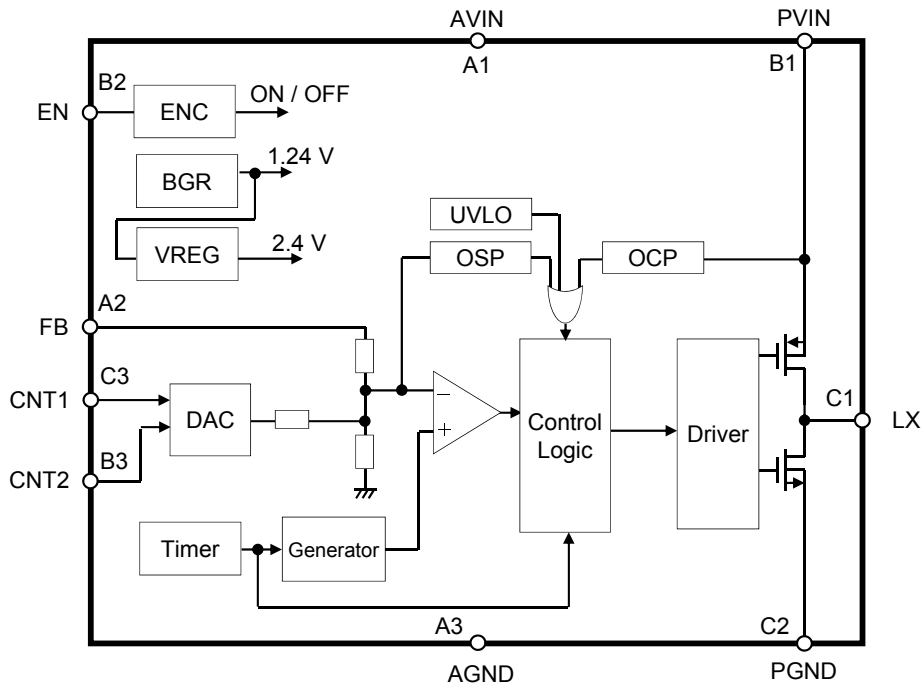 AVIN
PVIN
A1
B1
B2
EN
ENC
ON / OFF
BGR
1.24 V
VREG
2.4 V
UVLO
OSP
OCP
A2
FB
C3
CNT1
DAC
B3
CNT2
−
+
Control
Logic
Driver
C1
LX
Timer
Generator
A3
C2
AGND
PGND